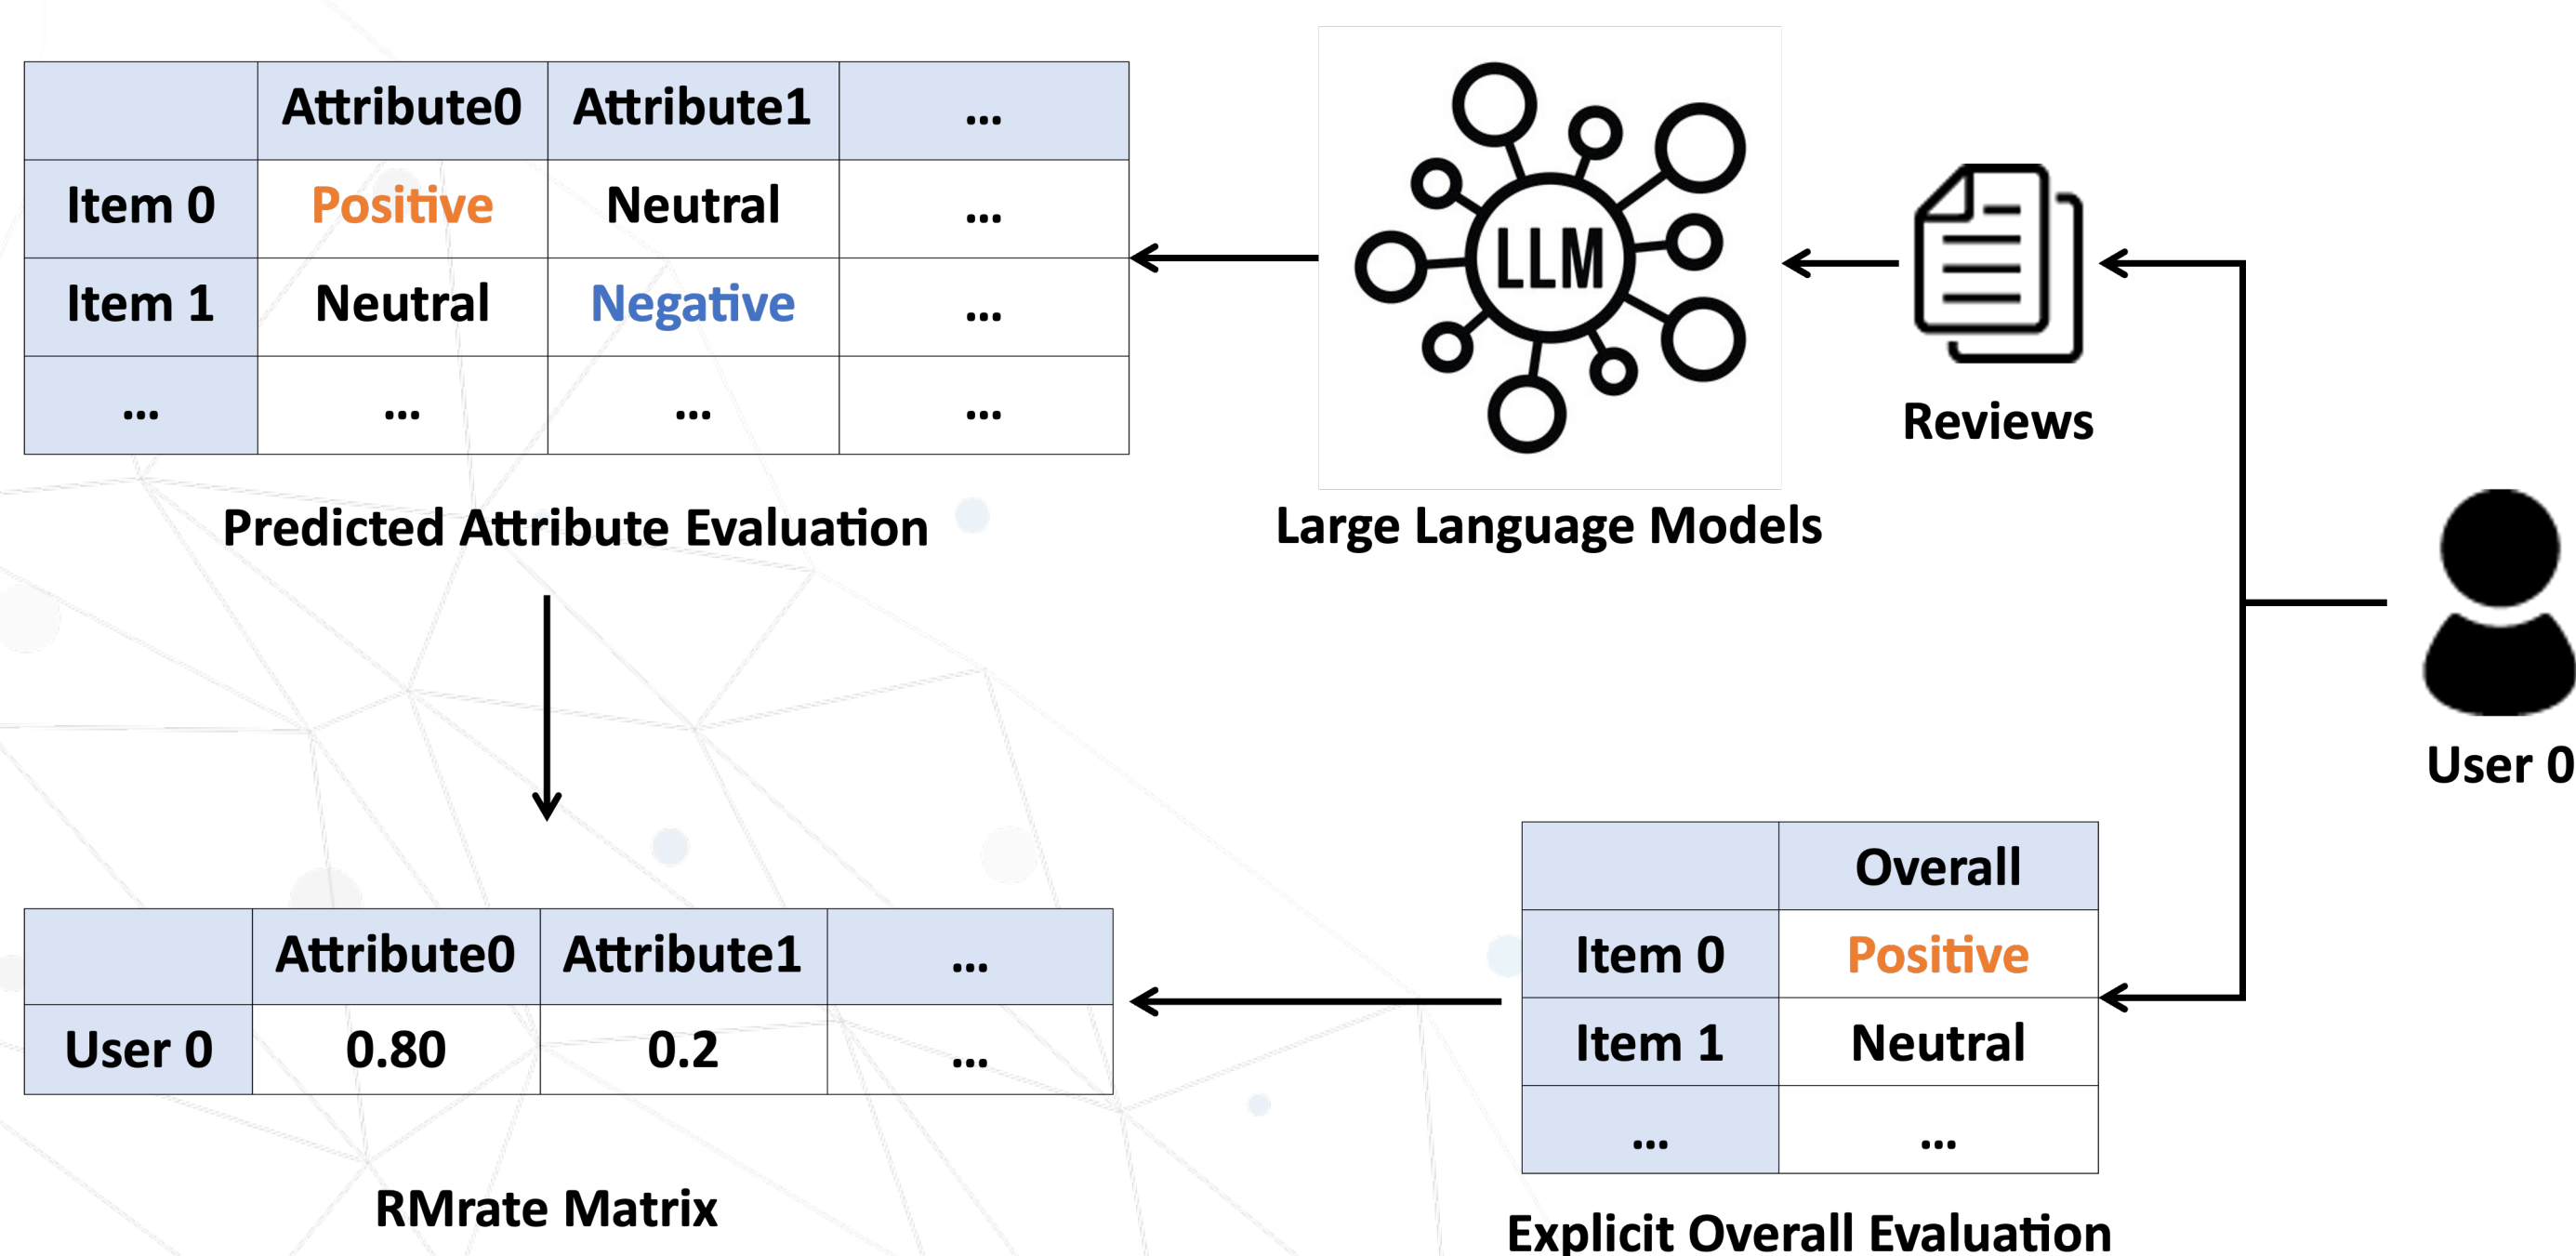 Attribute0 Attribute1 ...
Item 0 Positive Neutral ...
Item 1 Neutral Negative ...
... ... ... ...
Predicted Attribute Evaluation
LLM
Large Language Models
Reviews
User 0
Overall
Item 0 Positive
Item 1 Neutral
... ...
Explicit Overall Evaluation
Attribute0 Attribute1 ...
User 0 0.80 0.2 ...
RMrate Matrix